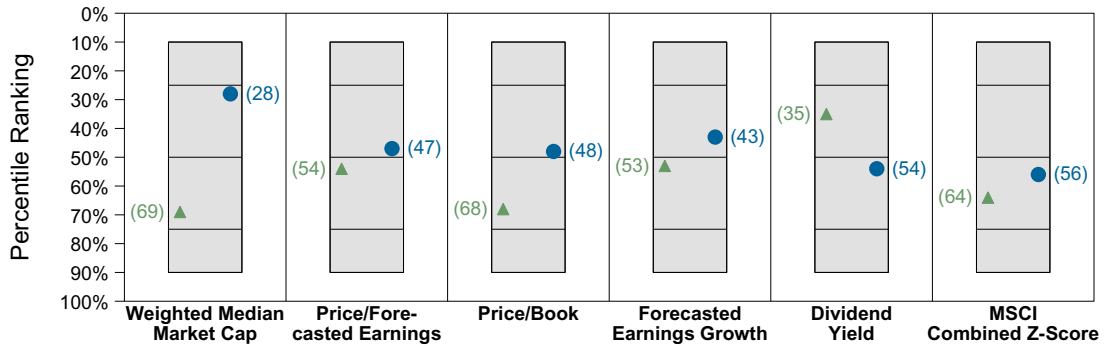 Percentile Ranking
0%
10%
20%
30%
40%
50%
60%
70%
80%
90%
100%
(28)
(69)
(47)
(54)
(48)
(68)
(43)
(53)
(35)
(54)
(56)
(64)
Weighted Median
Market Cap
Price/Fore-
casted Earnings
Price/Book
Forecasted
Earnings Growth
Dividend
Yield
MSCI
Combined Z-Score